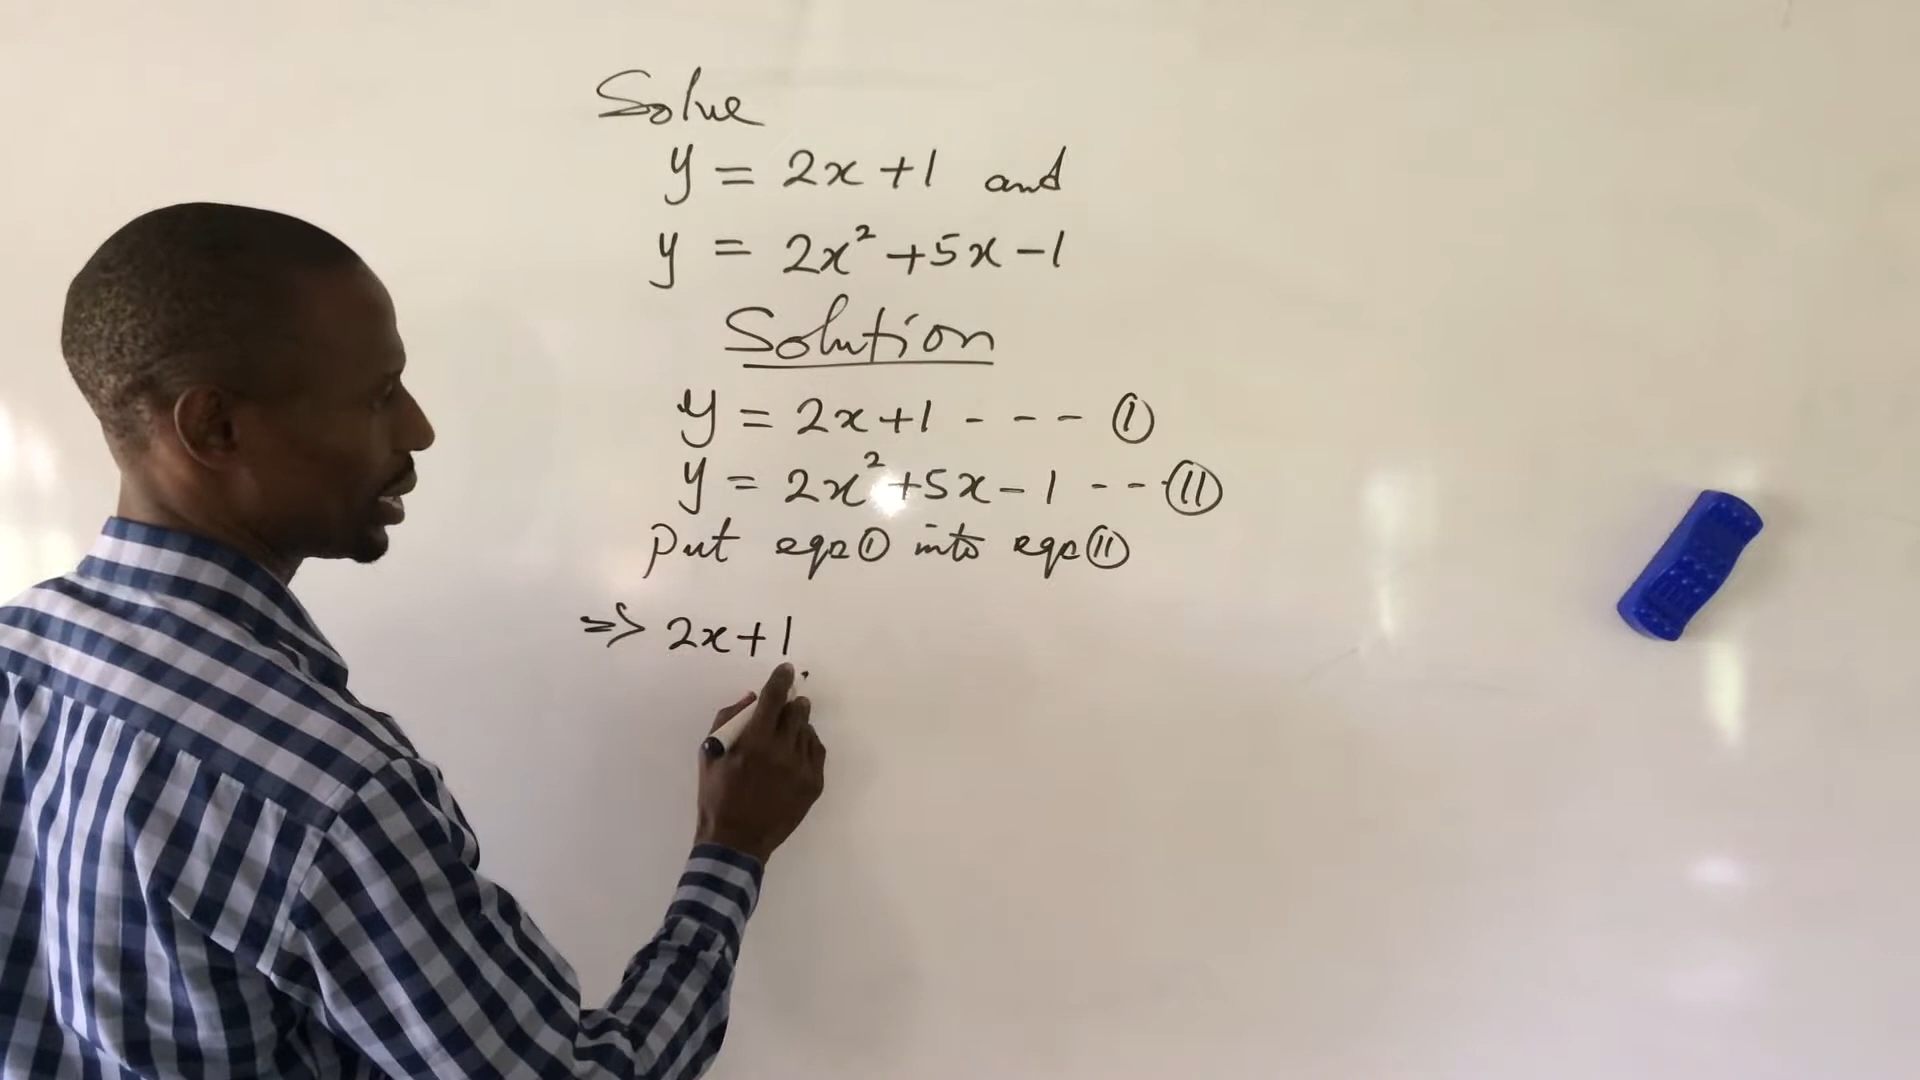 Solve
y = 2x + 1 and
y = 2x² + 5x - 1
Solution
y = 2x + 1 - - - - ①
y = 2x² + 5x - 1 - - - ⑪
Put eqn ① into eqn ⑪
=> 2x + 1